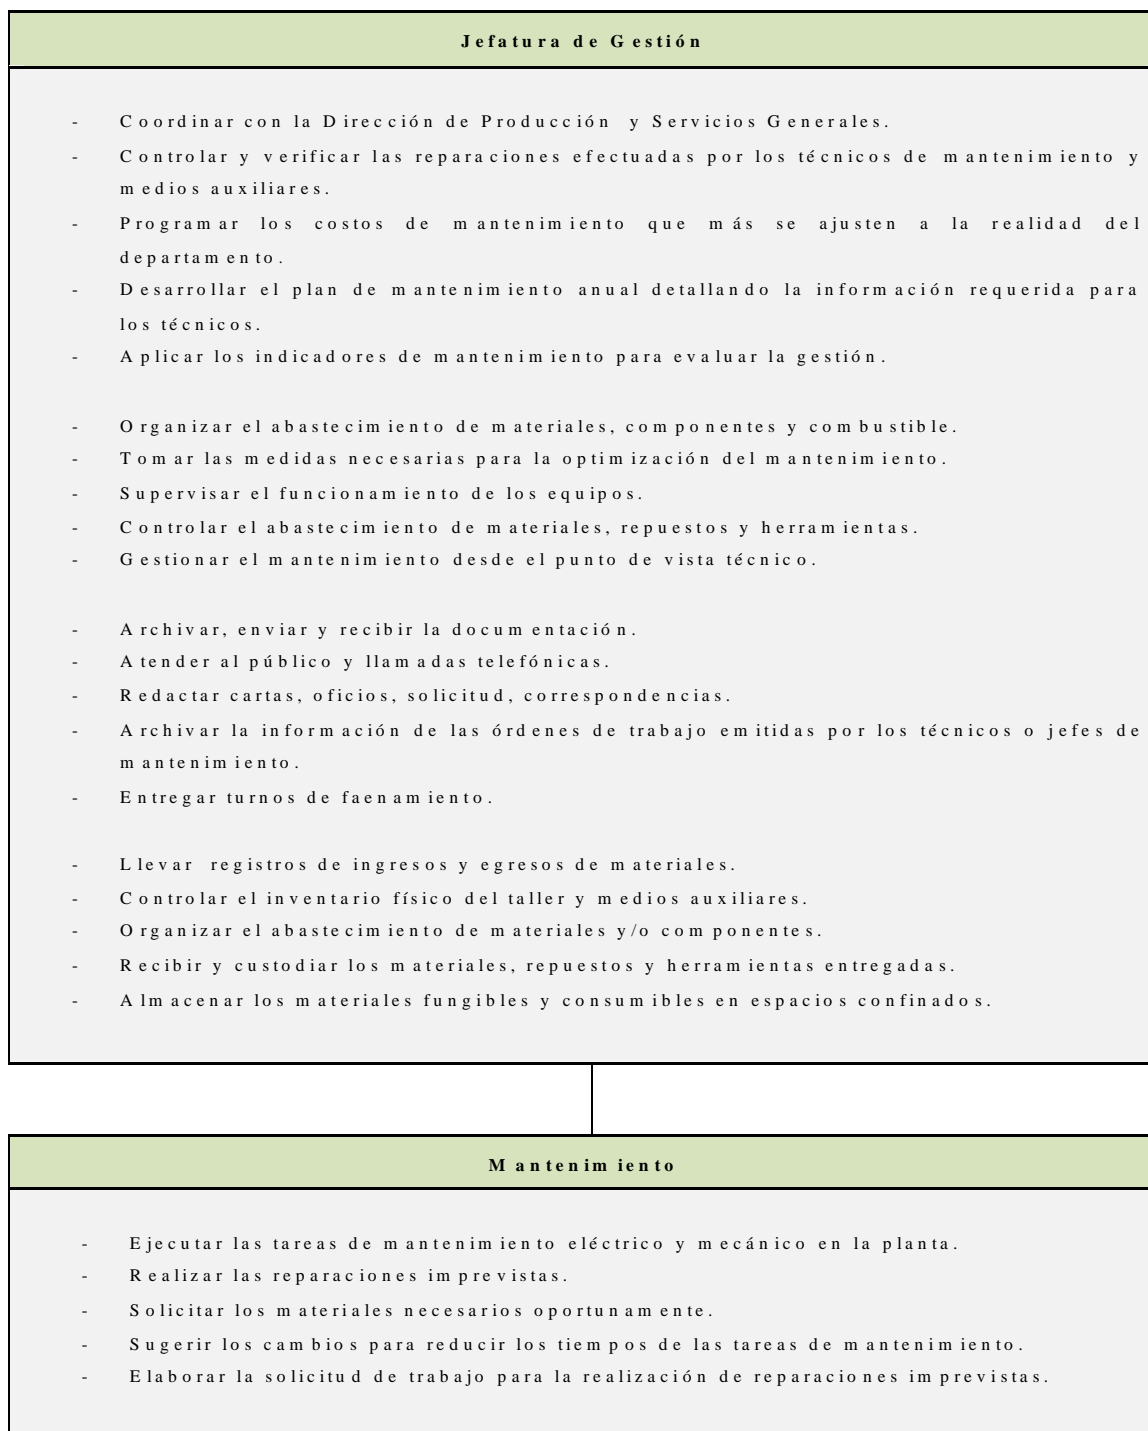 Jefatura de Gestión
- Coordinar con la Dirección de Producción y Servicios Generales.
- Controlar y verificar las reparaciones efectuadas por los técnicos de mantenimiento y
medios auxiliares.
- Programar los costos de mantenimiento que más se ajusten a la realidad del
departamento.
- Desarrollar el plan de mantenimiento anual detallando la información requerida para
los técnicos.
- Aplicar los indicadores de mantenimiento para evaluar la gestión.
- Organizar el abastecimiento de materiales, componentes y combustible.
- Tomar las medidas necesarias para la optimización del mantenimiento.
- Supervisar el funcionamiento de los equipos.
- Controlar el abastecimiento de materiales, repuestos y herramientas.
- Gestionar el mantenimiento desde el punto de vista técnico.
- Archivar, enviar y recibir la documentación.
- Atender al público y llamadas telefónicas.
- Redactar cartas, oficios, solicitud, correspondencias.
- Archivar la información de las órdenes de trabajo emitidas por los técnicos o jefes de
mantenimiento.
- Entregar turnos de faenamiento.
- Llevar registros de ingresos y egresos de materiales.
- Controlar el inventario físico del taller y medios auxiliares.
- Organizar el abastecimiento de materiales y/o componentes.
- Recibir y custodiar los materiales, repuestos y herramientas entregadas.
- Almacenar los materiales fungibles y consumibles en espacios confinados.
Mantenimiento
- Ejecutar las tareas de mantenimiento eléctrico y mecánico en la planta.
- Realizar las reparaciones imprevistas.
- Solicitar los materiales necesarios oportunamente.
- Sugerir los cambios para reducir los tiempos de las tareas de mantenimiento.
- Elaborar la solicitud de trabajo para la realización de reparaciones imprevistas.